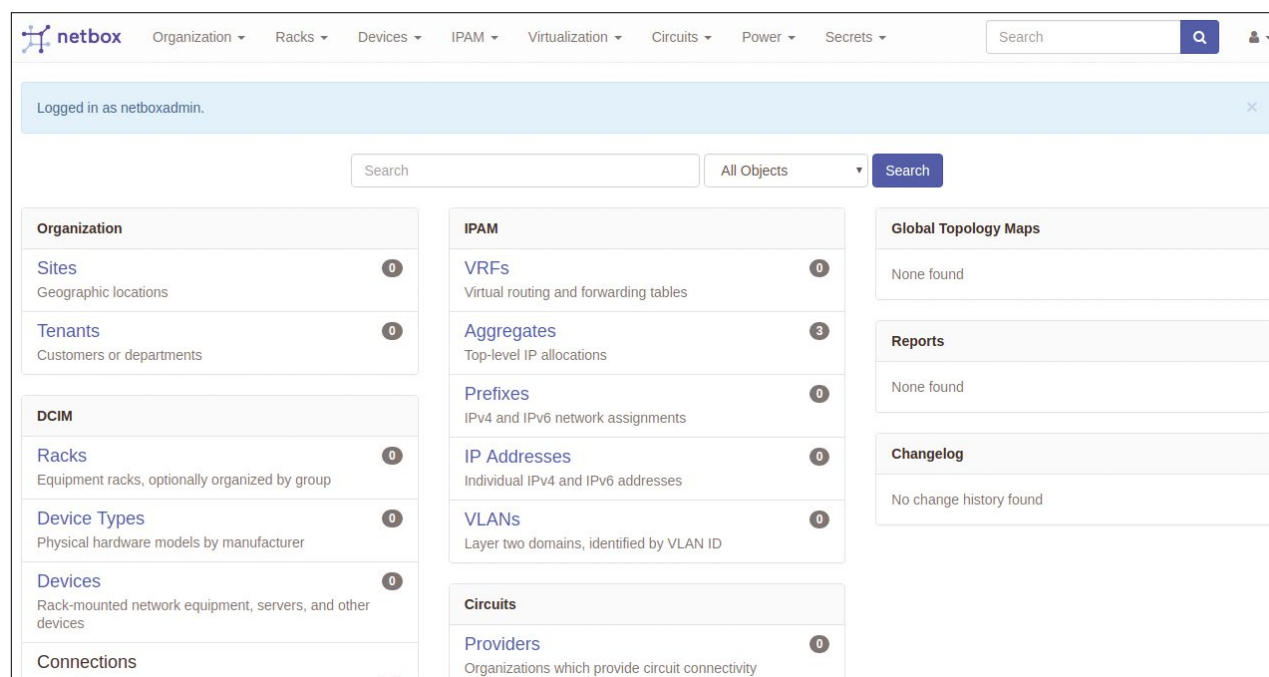 netbox Organization Racks Devices IPAM Virtualization Circuits Power Secrets Search
Logged in as netboxadmin. ×
Search All Objects Search
Organization
Sites 0
Geographic locations
Tenants 0
Customers or departments
DCIM
Racks 0
Equipment racks, optionally organized by group
Device Types 0
Physical hardware models by manufacturer
Devices 0
Rack-mounted network equipment, servers, and other
devices
Connections
IPAM
VRFs 0
Virtual routing and forwarding tables
Aggregates 3
Top-level IP allocations
Prefixes 0
IPv4 and IPv6 network assignments
IP Addresses 0
Individual IPv4 and IPv6 addresses
VLANs 0
Layer two domains, identified by VLAN ID
Circuits
Providers 0
Organizations which provide circuit connectivity
Global Topology Maps
None found
Reports
None found
Changelog
No change history found